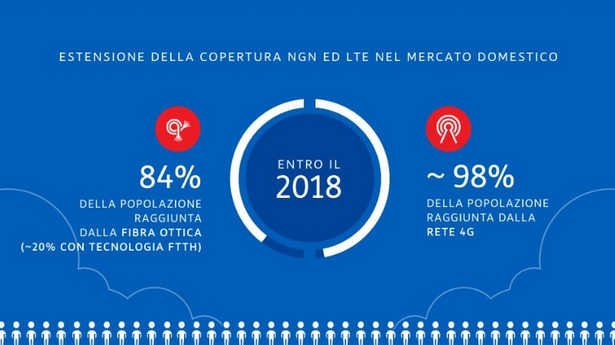 ESTENSIONE DELLA COPERTURA NGN ED LTE NEL MERCATO DOMESTICO
84%
DELLA POPOLAZIONE
RAGGIUNTA
DALLA FIBRA OTTICA
(~20% CON TECNOLOGIA FTTH)
ENTRO IL
2018
~ 98%
DELLA POPOLAZIONE
RAGGIUNTA DALLA
RETE 4G